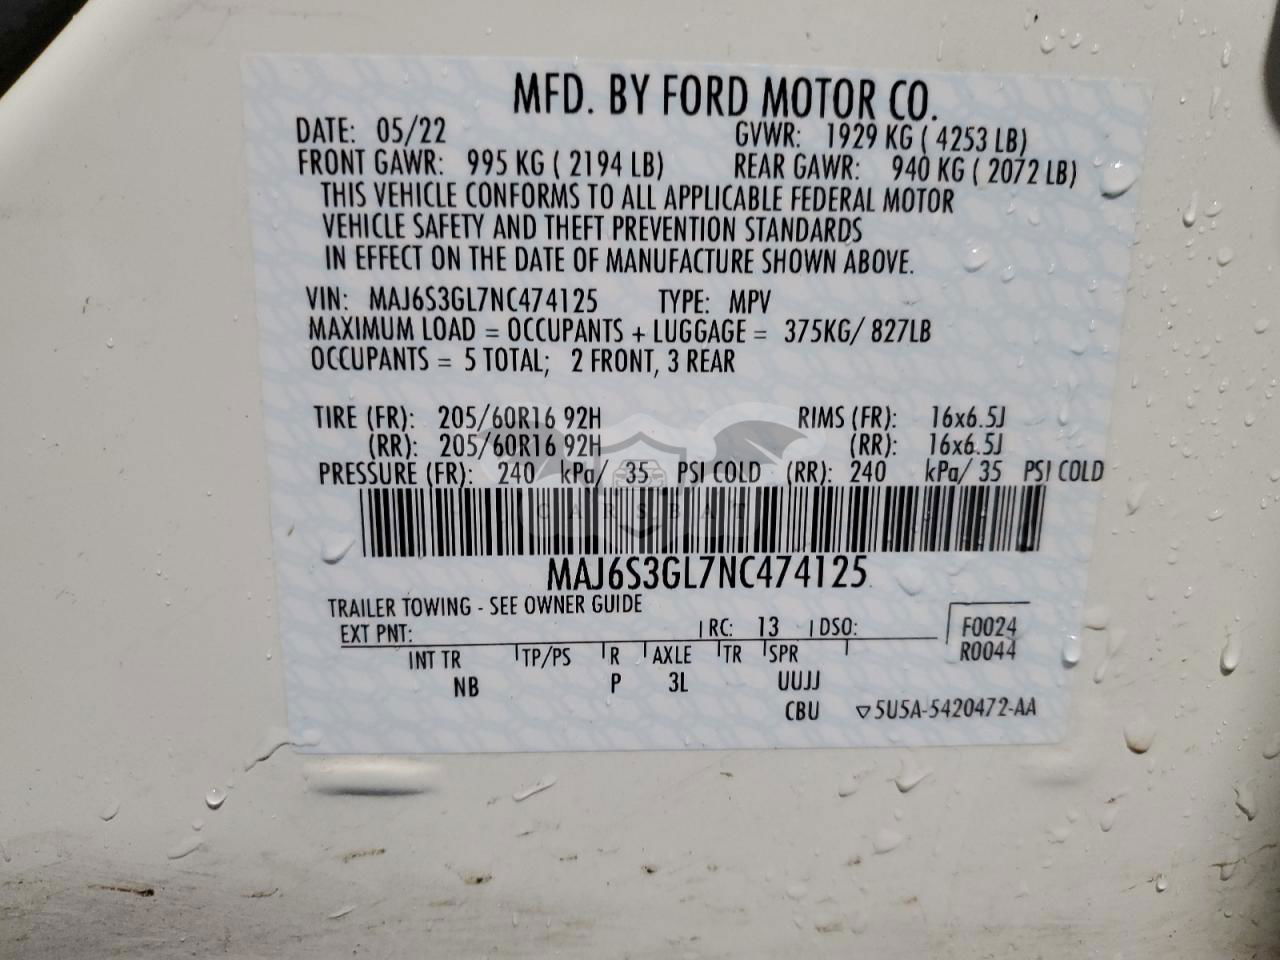 MFD. BY FORD MOTOR CO.
DATE: 05/22 GVWR: 1929 KG ( 4253 LB)
FRONT GAWR: 995 KG ( 2194 LB) REAR GAWR: 940 KG ( 2072 LB)
THIS VEHICLE CONFORMS TO ALL APPLICABLE FEDERAL MOTOR
VEHICLE SAFETY AND THEFT PREVENTION STANDARDS
IN EFFECT ON THE DATE OF MANUFACTURE SHOWN ABOVE.
VIN: MAJ6S3GL7NC474125 TYPE: MPV
MAXIMUM LOAD = OCCUPANTS + LUGGAGE = 375KG/ 827LB
OCCUPANTS = 5 TOTAL; 2 FRONT, 3 REAR
TIRE (FR): 205/60R16 92H RIMS (FR): 16x6.5J
(RR): 205/60R16 92H (RR): 16x6.5J
PRESSURE (FR): 240 kPa/ 35 PSI COLD (RR): 240 kPa/ 35 PSI COLD
CARSBAT
MAJ6S3GL7NC474125
TRAILER TOWING - SEE OWNER GUIDE
EXT PNT: RC: 13 DSO: F0024
INT TR TP/PS R AXLE TR SPR R0044
NB P 3L UUJJ
CBU ▽5U5A-5420472-AA